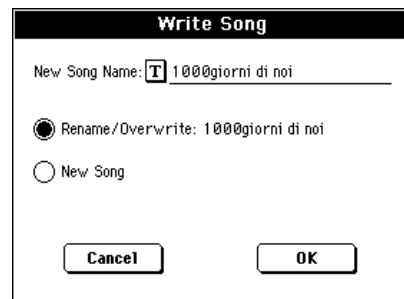 Write Song
New Song Name: T 1000giorni di noi
Rename/Overwrite: 1000giorni di noi
New Song
Cancel OK